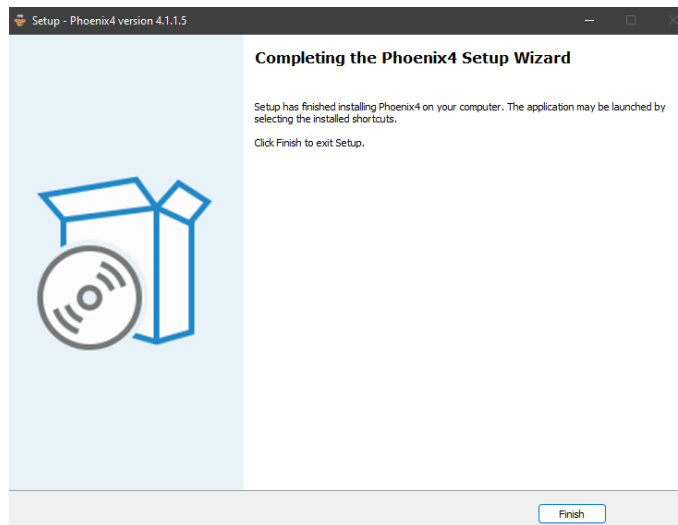 Setup - Phoenix4 version 4.1.1.5
Completing the Phoenix4 Setup Wizard
Setup has finished installing Phoenix4 on your computer. The application may be launched by
selecting the installed shortcuts.
Click Finish to exit Setup.
Finish